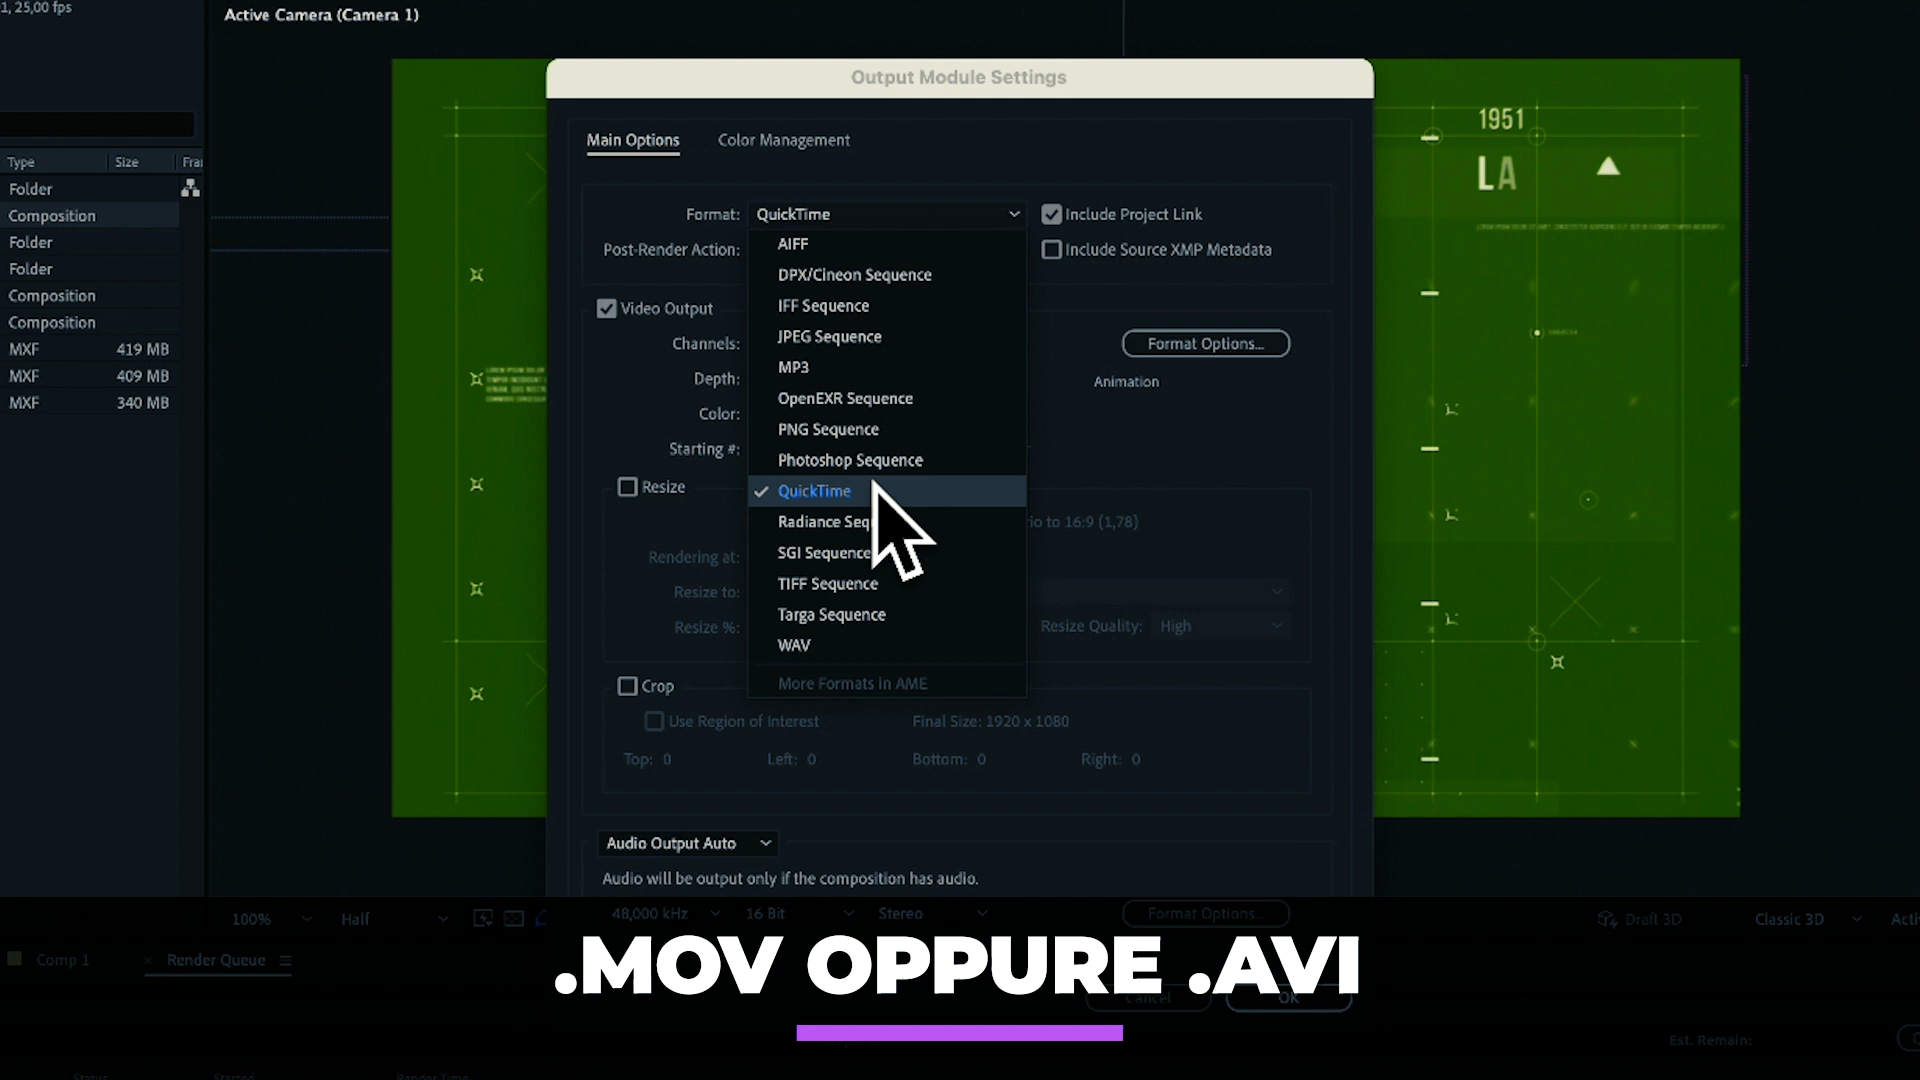 1, 25,00 fps
Active Camera (Camera 1)
Output Module Settings
Main Options
Color Management
1951
LA
Type
Size
Fra
Folder
Composition
Folder
Folder
Composition
Composition
MXF 419 MB
MXF 409 MB
MXF 340 MB
Format: QuickTime
Include Project Link
Post-Render Action:
Include Source XMP Metadata
AIFF
DPX/Cineon Sequence
IFF Sequence
JPEG Sequence
MP3
OpenEXR Sequence
PNG Sequence
Photoshop Sequence
QuickTime
Radiance Seq
SGI Sequence
TIFF Sequence
Targa Sequence
WAV
More Formats in AME
Video Output
Channels:
Format Options...
Depth:
Animation
Color:
Starting #:
Resize
io to 16:9 (1,78)
Rendering at:
Resize to:
Resize %:
Resize Quality: High
Crop
Use Region of Interest
Final Size: 1920 x 1080
Top: 0
Left: 0
Bottom: 0
Right: 0
Audio Output Auto
Audio will be output only if the composition has audio.
48,000 kHz
16 Bit
Stereo
Format Options...
100%
Half
Draft 3D
Classic 3D
Acti
Comp 1
Render Queue
.MOV OPPURE .AVI
Cancel
OK
Est. Remain: